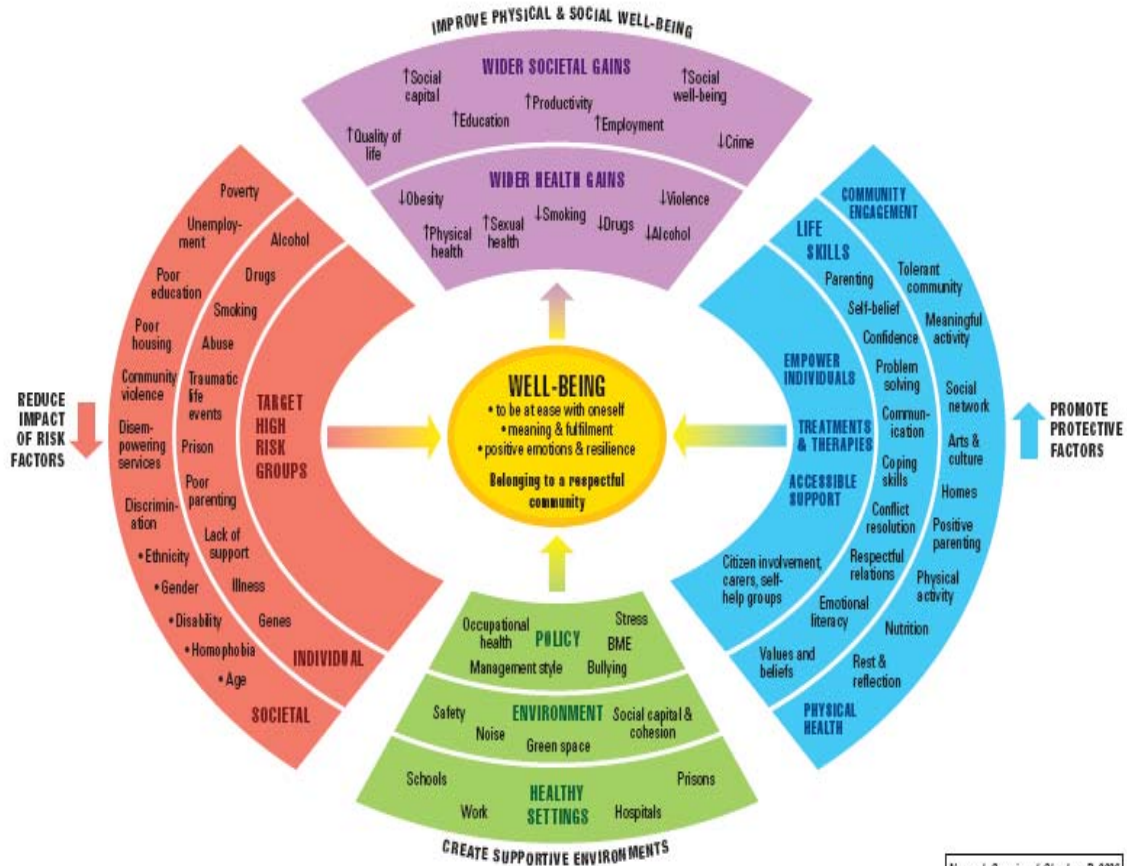 IMPROVE PHYSICAL & SOCIAL WELL-BEING
WIDER SOCIETAL GAINS
↑Social
capital
↑Social
well-being
↑Productivity
↑Education
↑Employment
↑Quality of
life
↓Crime
WIDER HEALTH GAINS
↓Obesity
↓Violence
↑Physical
health
↑Sexual
health
↓Smoking
↓Drugs
↓Alcohol
REDUCE
IMPACT
OF RISK
FACTORS
Poverty
Unemploy-
ment
Poor
education
Poor
housing
Community
violence
Disem-
powering
services
Discrimin-
ation
• Ethnicity
• Gender
• Disability
• Homophobia
• Age
SOCIETAL
Alcohol
Drugs
Smoking
Abuse
Traumatic
life
events
Prison
Poor
parenting
Lack of
support
Illness
Genes
INDIVIDUAL
TARGET
HIGH
RISK
GROUPS
WELL-BEING
• to be at ease with oneself
• meaning & fulfilment
• positive emotions & resilience
Belonging to a respectful
community
EMPOWER
INDIVIDUALS
TREATMENTS
& THERAPIES
ACCESSIBLE
SUPPORT
Citizen involvement,
carers, self-
help groups
LIFE
SKILLS
Parenting
Self-belief
Confidence
Problem
solving
Commun-
ication
Coping
skills
Conflict
resolution
Respectful
relations
Emotional
literacy
Values and
beliefs
COMMUNITY
ENGAGEMENT
Tolerant
community
Meaningful
activity
Social
network
Arts &
culture
Homes
Positive
parenting
Physical
activity
Nutrition
Rest &
reflection
PHYSICAL
HEALTH
PROMOTE
PROTECTIVE
FACTORS
Occupational
health
POLICY
Stress
BME
Management style
Bullying
Safety
ENVIRONMENT
Social capital &
cohesion
Noise
Green space
Schools
Prisons
HEALTHY
SETTINGS
Work
Hospitals
CREATE SUPPORTIVE ENVIRONMENTS